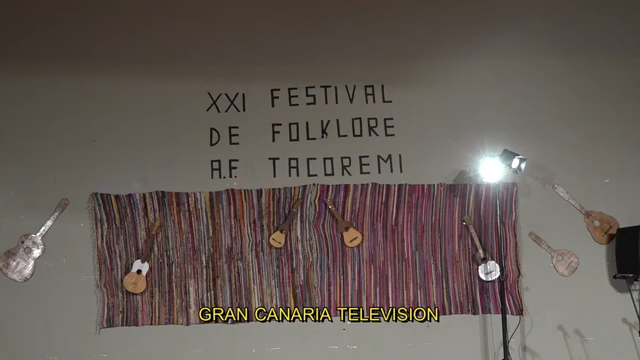 XXI FESTIVAL
DE FOLKLORE
A.F. TACOREMI
GRAN CANARIA TELEVISION